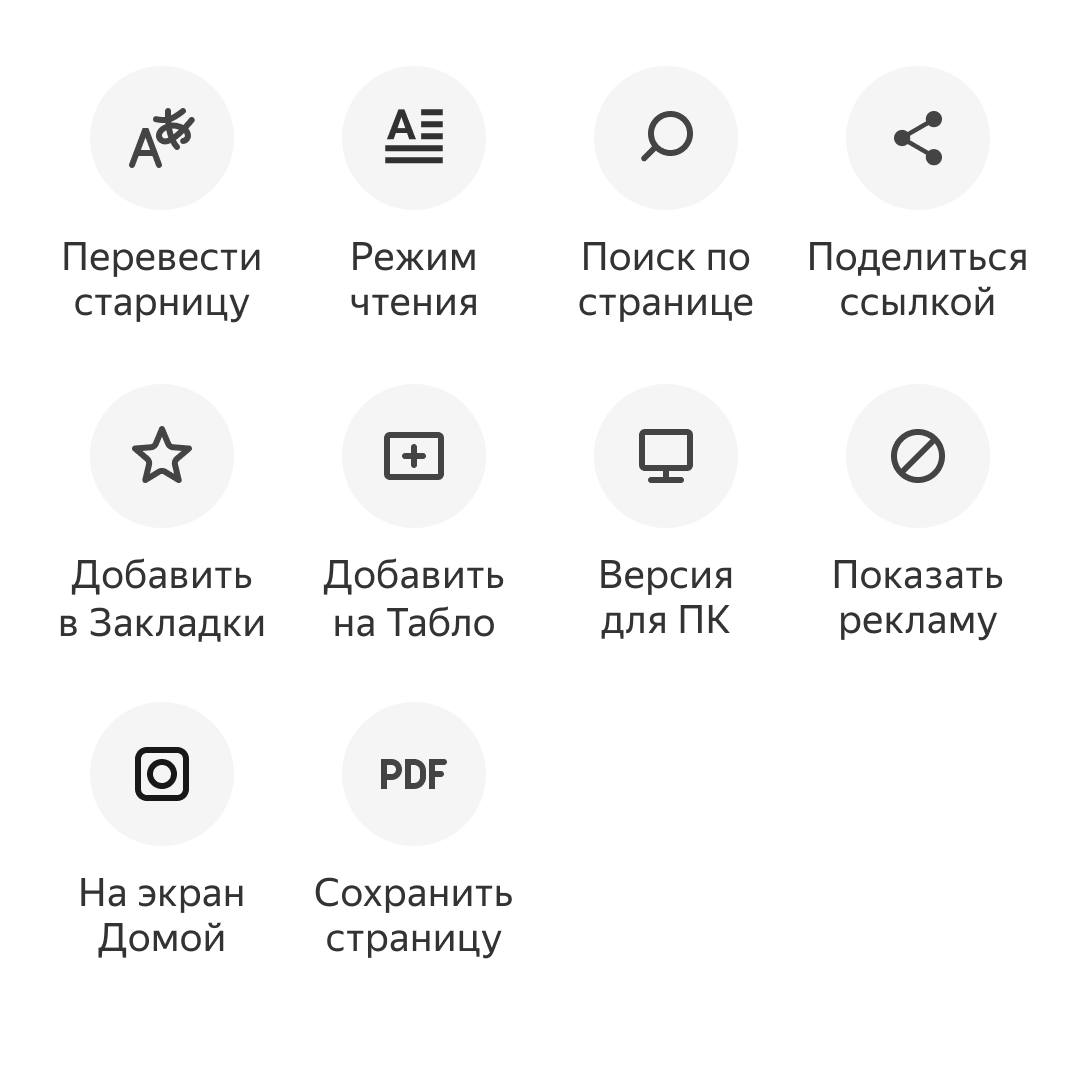 Перевести
старницу
Режим
чтения
Поиск по
странице
Поделиться
ссылкой
Добавить
в Закладки
Добавить
на Табло
Версия
для ПК
Показать
рекламу
На экран
Домой
PDF
Сохранить
страницу